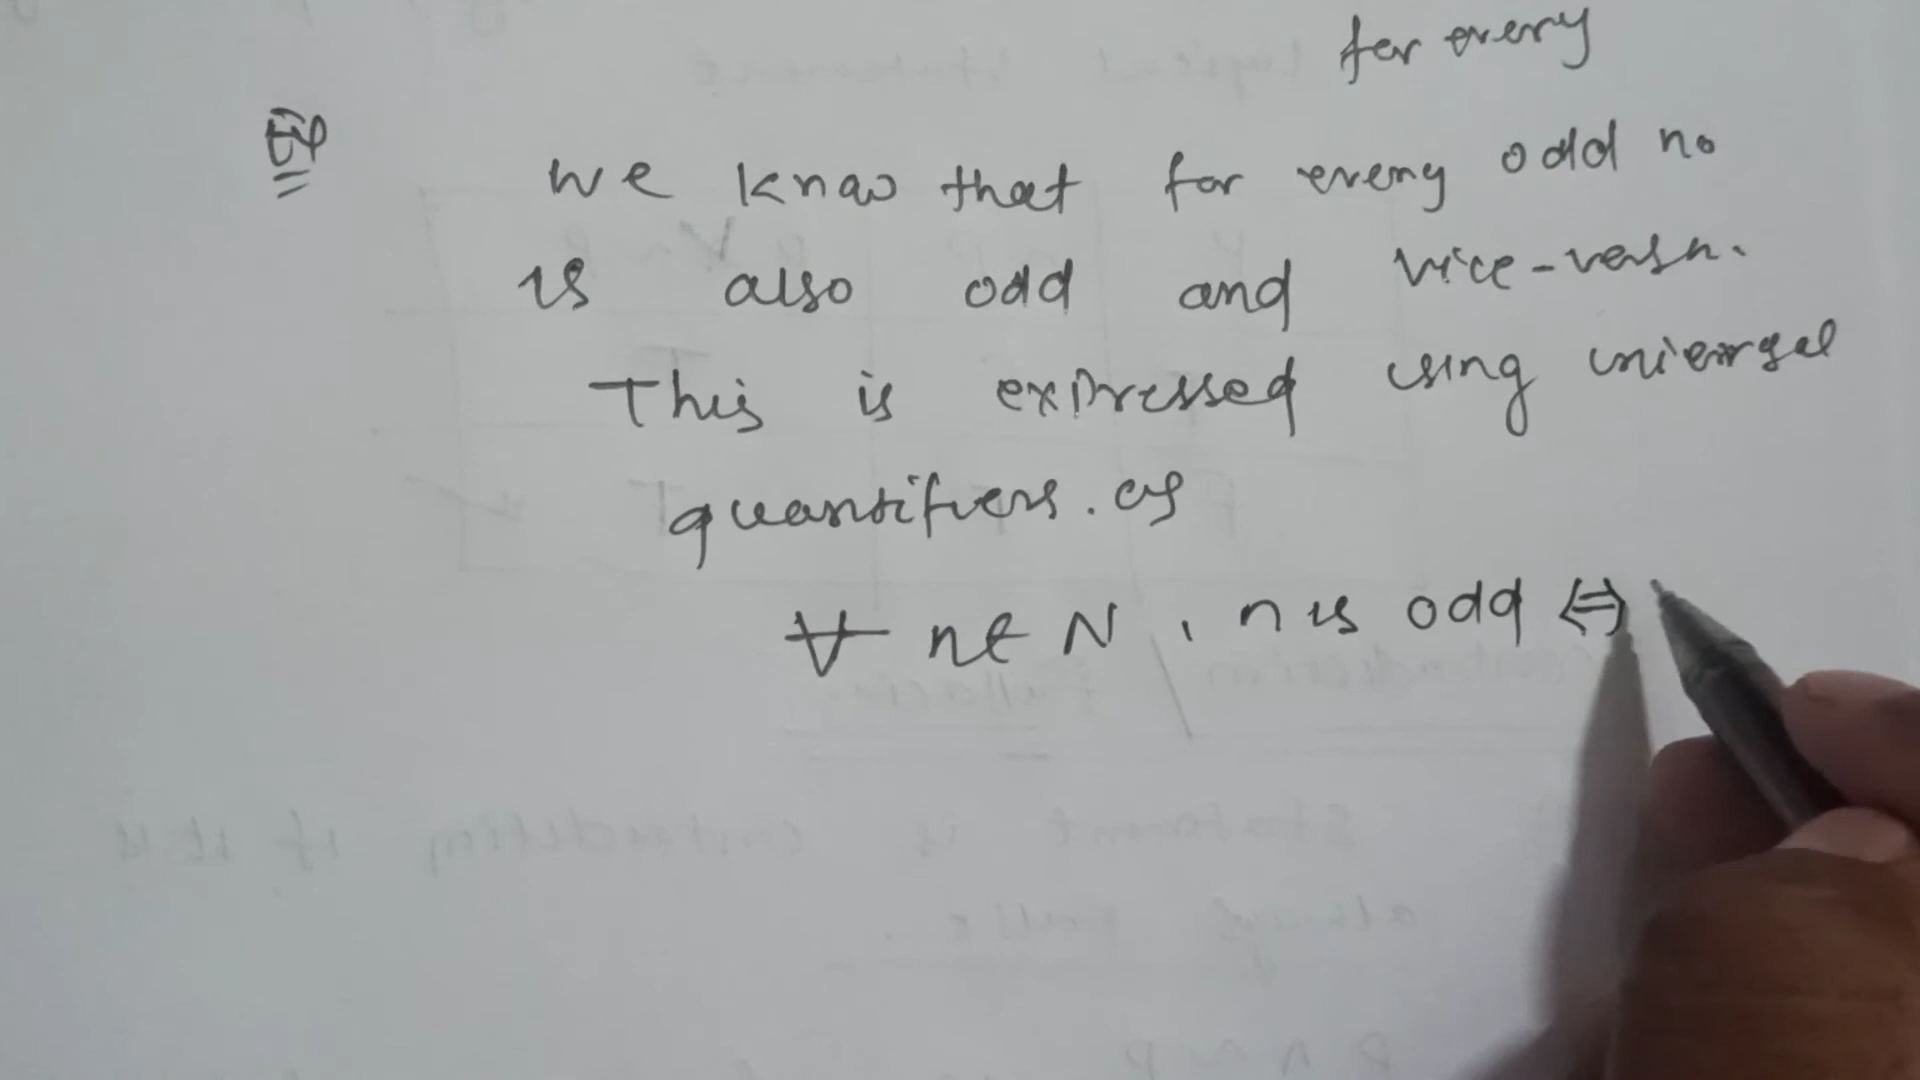 for every
Exp
we know that for every odd no
is also odd and vice-versa.
This is expressed using universal
quantifiers. as
∀ n∈ N , n is odd ⇔